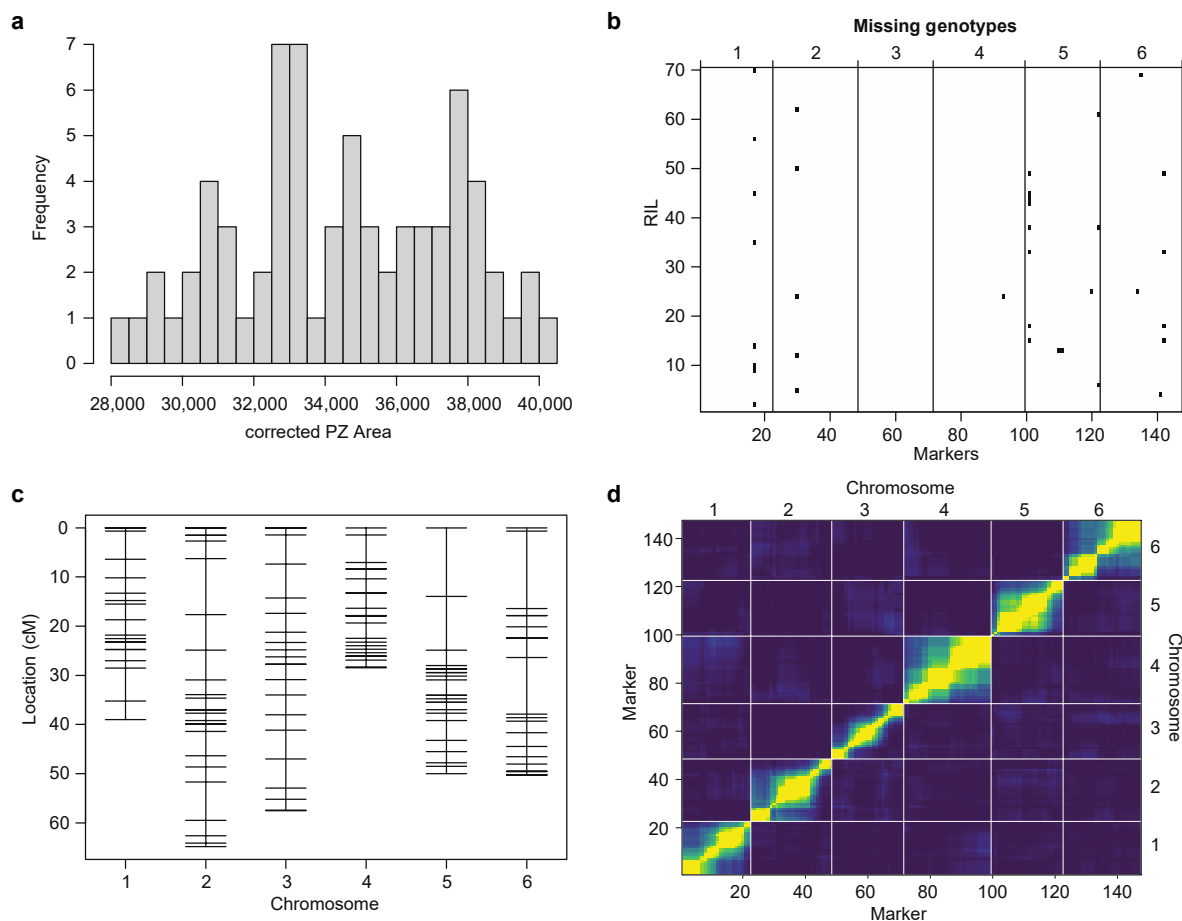 a
7
6
5
4
3
2
1
0
Frequency
28,000 30,000 32,000 34,000 36,000 38,000 40,000
corrected PZ Area
b
Missing genotypes
1 2 3 4 5 6
70
60
50
40
30
20
10
RIL
20 40 60 80 100 120 140
Markers
c
0
10
20
30
40
50
60
Location (cM)
1 2 3 4 5 6
Chromosome
d
Chromosome
1 2 3 4 5 6
140
120
100
80
60
40
20
Marker
6
5
4
3
2
1
Chromosome
20 40 60 80 100 120 140
Marker